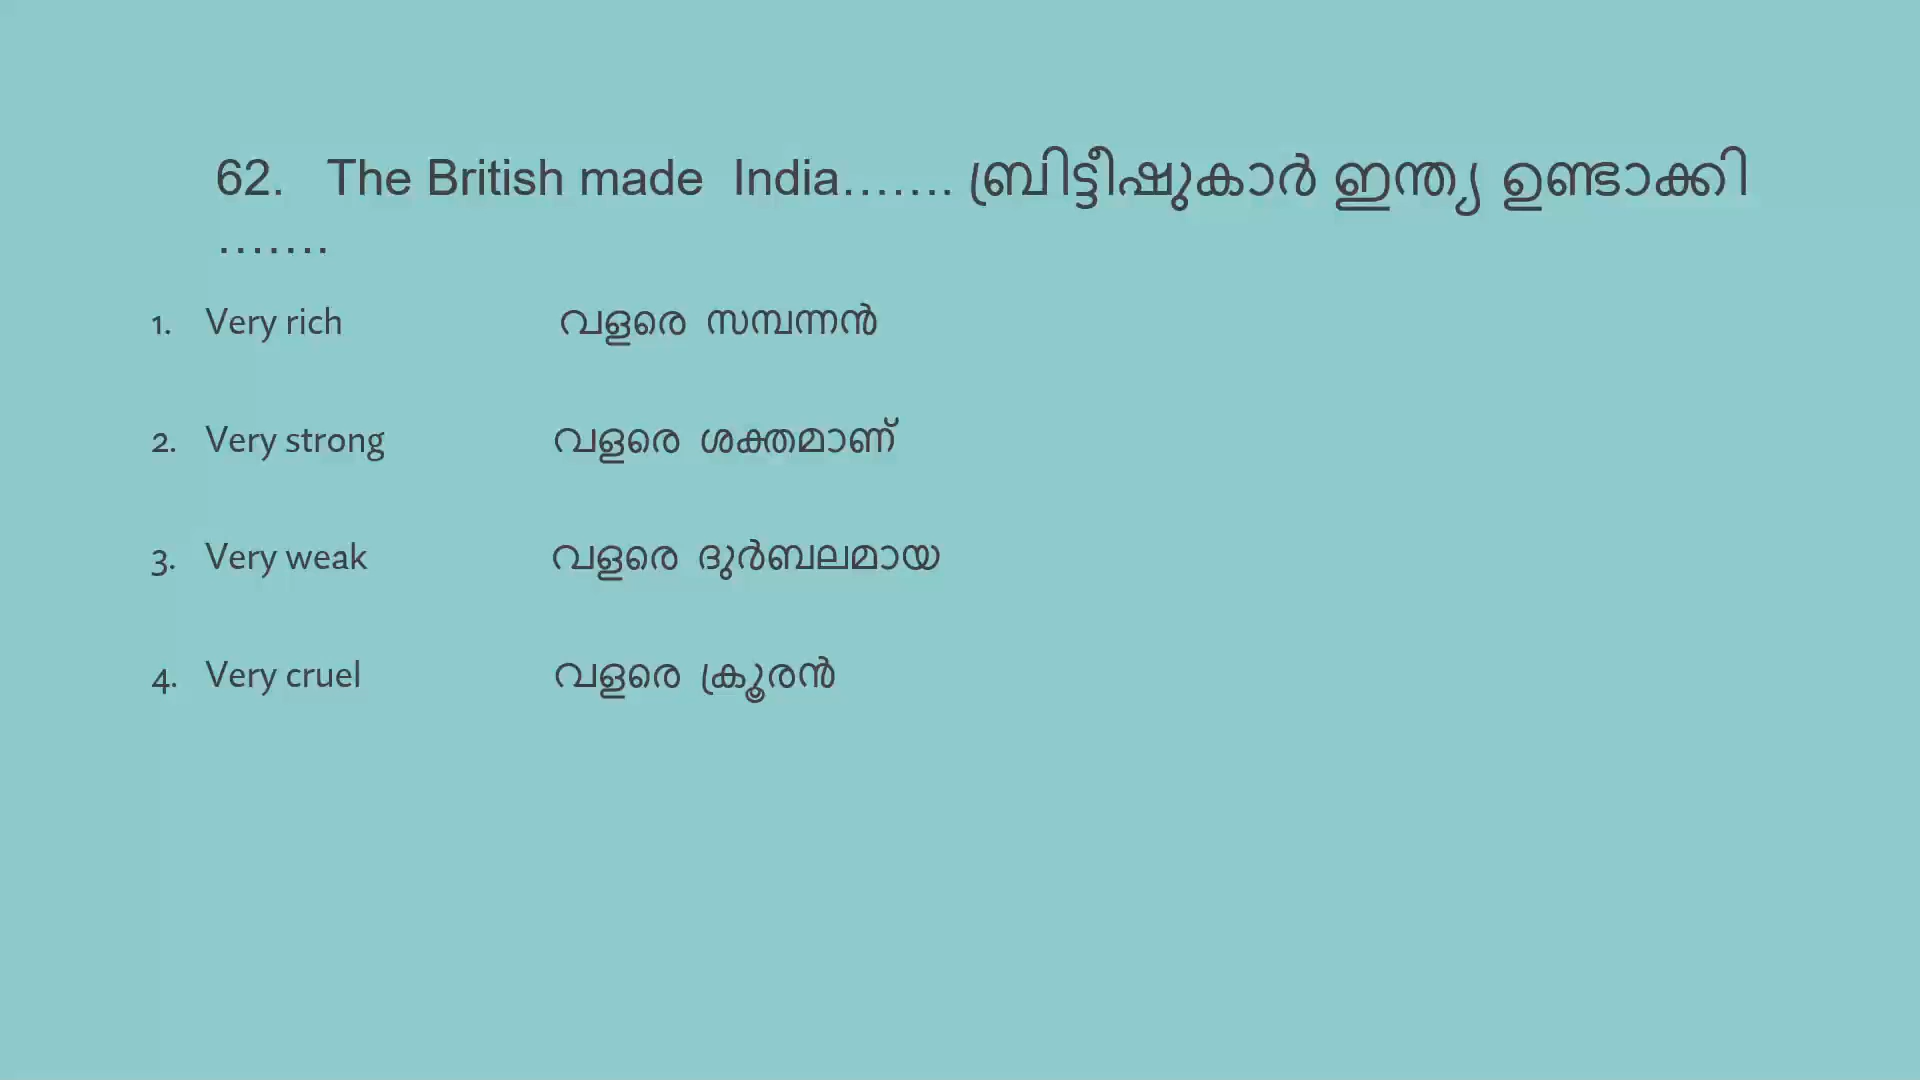 62. The British made India....... ബ്രിട്ടീഷുകാർ ഇന്ത്യ ഉണ്ടാക്കി
.......
1. Very rich വളരെ സമ്പന്നൻ
2. Very strong വളരെ ശക്തമാണ്
3. Very weak വളരെ ദുർബലമായ
4. Very cruel വളരെ ക്രൂരൻ